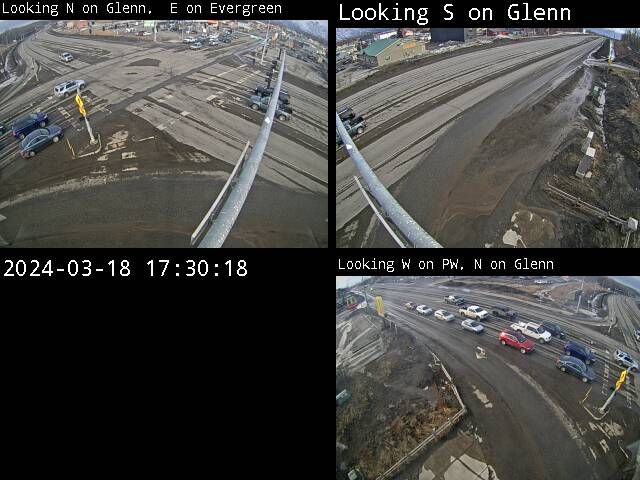 Looking N on Glenn,  E on Evergreen
Looking S on Glenn
2024-03-18 17:30:18
Looking W on PW, N on Glenn